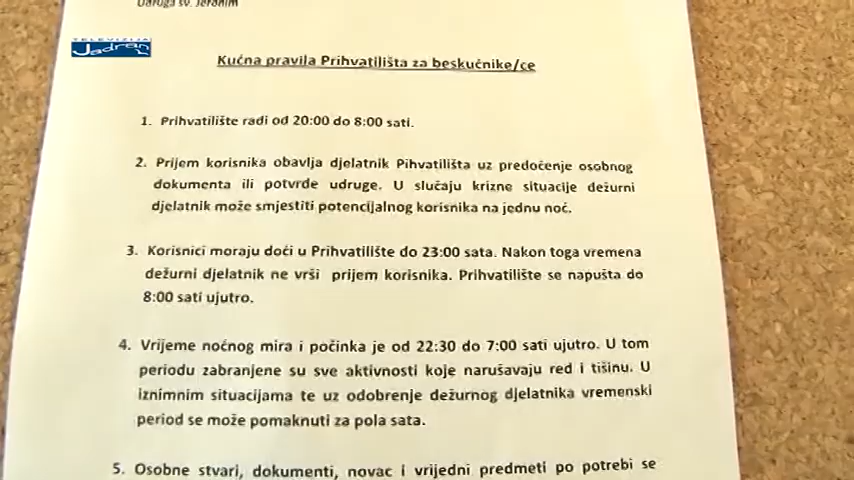 Udruga sv. Jeronim
TELEVIZIJA
Jadran
Kućna pravila Prihvatilišta za beskućnike/ce
1. Prihvatilište radi od 20:00 do 8:00 sati.
2. Prijem korisnika obavlja djelatnik Pihvatilišta uz predočenje osobnog
dokumenta ili potvrde udruge. U slučaju krizne situacije dežurni
djelatnik može smjestiti potencijalnog korisnika na jednu noć.
3. Korisnici moraju doći u Prihvatilište do 23:00 sata. Nakon toga vremena
dežurni djelatnik ne vrši prijem korisnika. Prihvatilište se napušta do
8:00 sati ujutro.
4. Vrijeme noćnog mira i počinka je od 22:30 do 7:00 sati ujutro. U tom
periodu zabranjene su sve aktivnosti koje narušavaju red i tišinu. U
iznimnim situacijama te uz odobrenje dežurnog djelatnika vremenski
period se može pomaknuti za pola sata.
5. Osobne stvari, dokumenti, novac i vrijedni predmeti po potrebi se